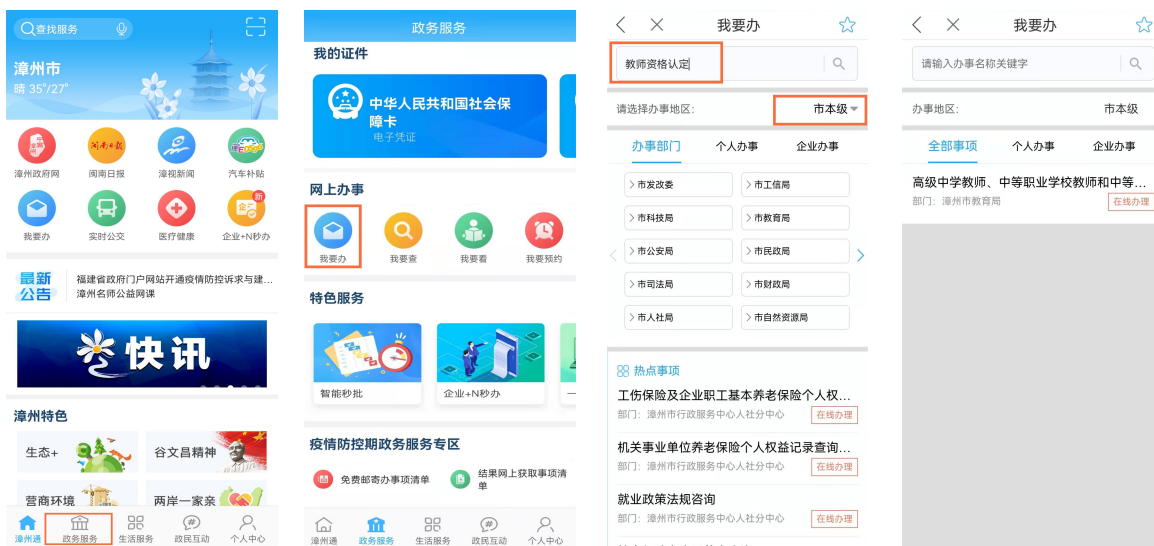 查找服务
漳州市
晴 35°/27°
漳州政府网
闽南日报
漳视新闻
汽车补贴
新
我要办
实时公交
医疗健康
企业+N秒办
最新
公告
福建省政府门户网站开通疫情防控诉求与建...
漳州名师公益网课
快讯
漳州特色
生态+
谷文昌精神
营商环境
两岸一家亲
漳州通
政务服务
生活服务
政民互动
个人中心
政务服务
我的证件
中华人民共和国社会保
障卡
电子凭证
网上办事
我要办
我要查
我要看
我要预约
特色服务
智能秒批
企业+N秒办
一
疫情防控期政务服务专区
免费邮寄办事项清单
结果网上获取事项清
单
漳州通
政务服务
生活服务
政民互动
个人中心
我要办
教师资格认定
请选择办事地区:
市本级
办事部门
个人办事
企业办事
市发改委
市工信局
市科技局
市教育局
市公安局
市民政局
市司法局
市财政局
市人社局
市自然资源局
热点事项
工伤保险及企业职工基本养老保险个人权...
部门: 漳州市行政服务中心人社分中心
在线办理
机关事业单位养老保险个人权益记录查询...
部门: 漳州市行政服务中心人社分中心
在线办理
就业政策法规咨询
部门: 漳州市行政服务中心人社分中心
在线办理
我要办
请输入办事名称关键字
办事地区:
市本级
全部事项
个人办事
企业办事
高级中学教师、中等职业学校教师和中等...
部门: 漳州市教育局
在线办理